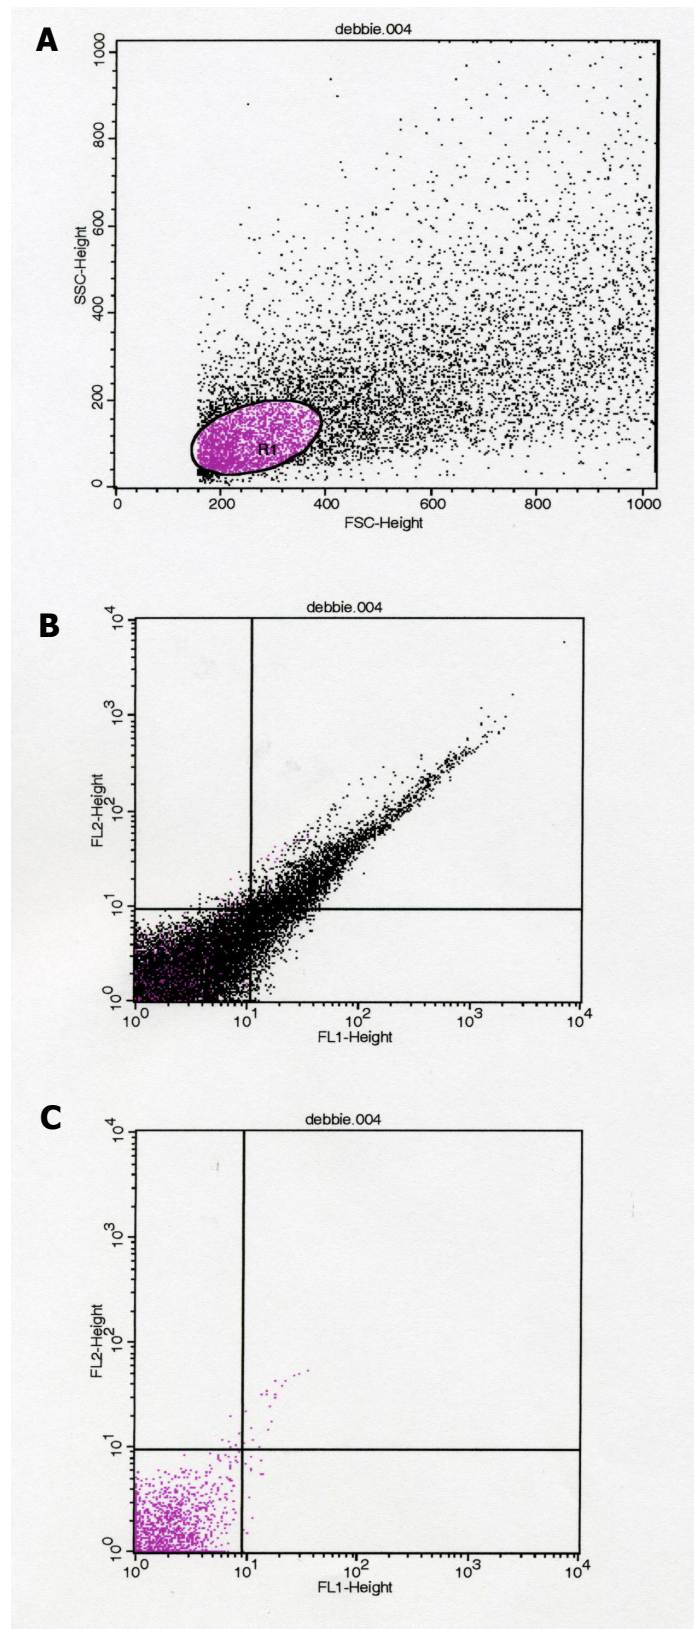 A
debbie.004
1000
800
600
400
200
0
SSC-Height
R1
0 200 400 600 800 1000
FSC-Height
B
debbie.004
10^4
10^3
10^2
10^1
10^0
FL2-Height
10^0 10^1 10^2 10^3 10^4
FL1-Height
C
debbie.004
10^4
10^3
10^2
10^1
10^0
FL2-Height
10^0 10^1 10^2 10^3 10^4
FL1-Height